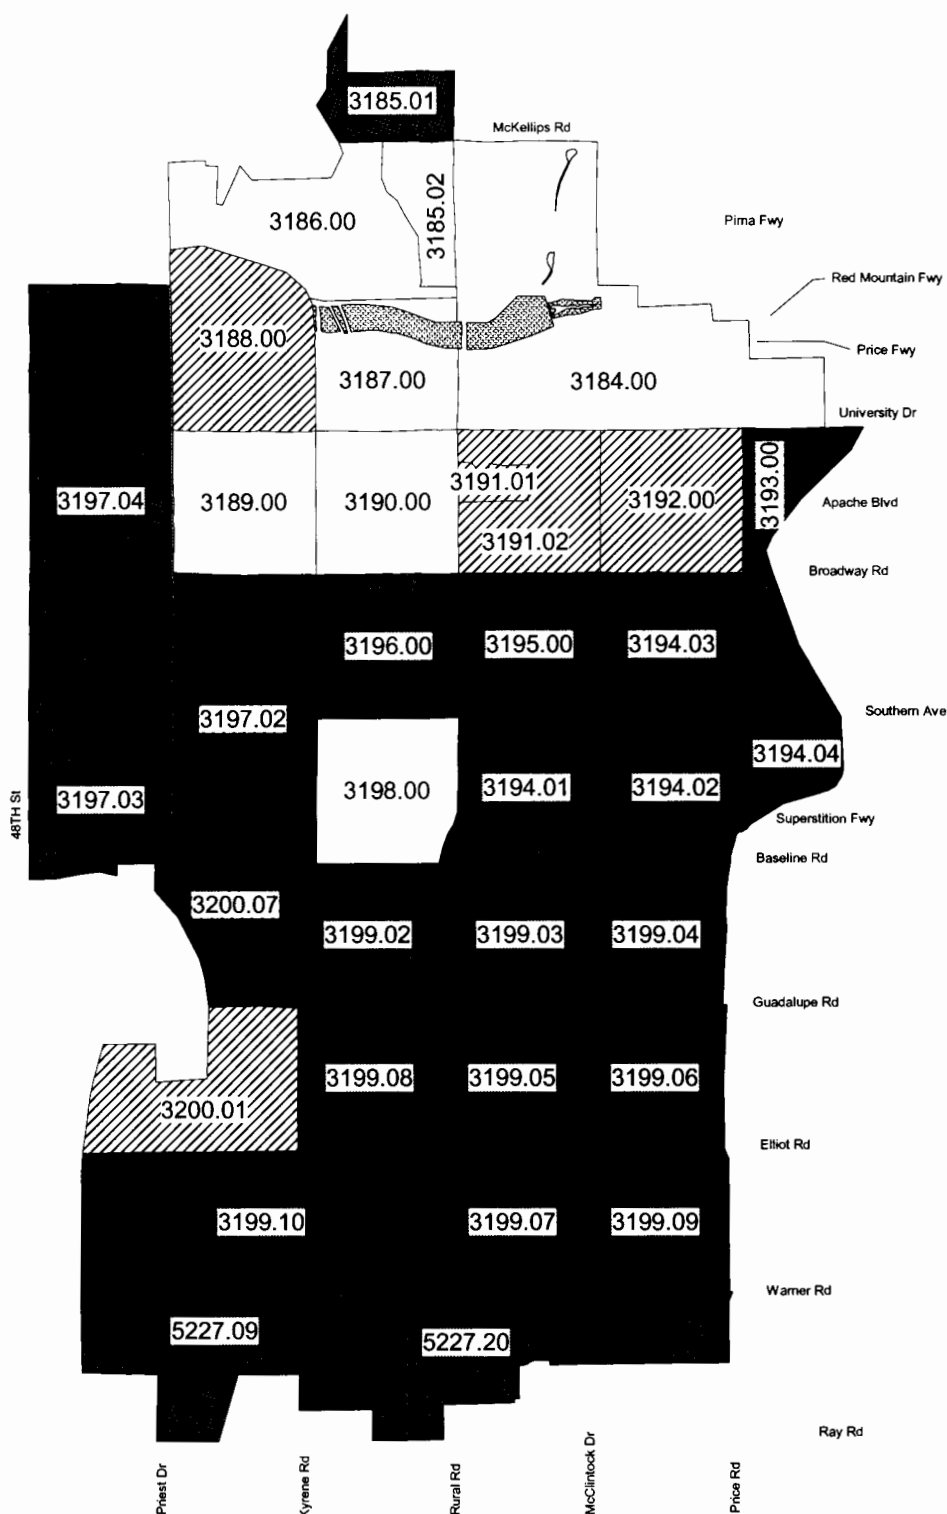 3185.01
McKellips Rd
3185.02
3186.00
Pima Fwy
Red Mountain Fwy
3188.00
Price Fwy
3187.00
3184.00
University Dr
3193.00
3191.01
3197.04
3189.00
3190.00
3192.00
Apache Blvd
3191.02
Broadway Rd
3196.00
3195.00
3194.03
Southern Ave
3197.02
3194.04
3198.00
3194.01
3194.02
3197.03
48TH St
Superstition Fwy
Baseline Rd
3200.07
3199.02
3199.03
3199.04
Guadalupe Rd
3199.08
3199.05
3199.06
3200.01
Elliot Rd
3199.10
3199.07
3199.09
Warner Rd
5227.09
5227.20
Ray Rd
Priest Dr
Kyrene Rd
Rural Rd
McClintock Dr
Price Rd